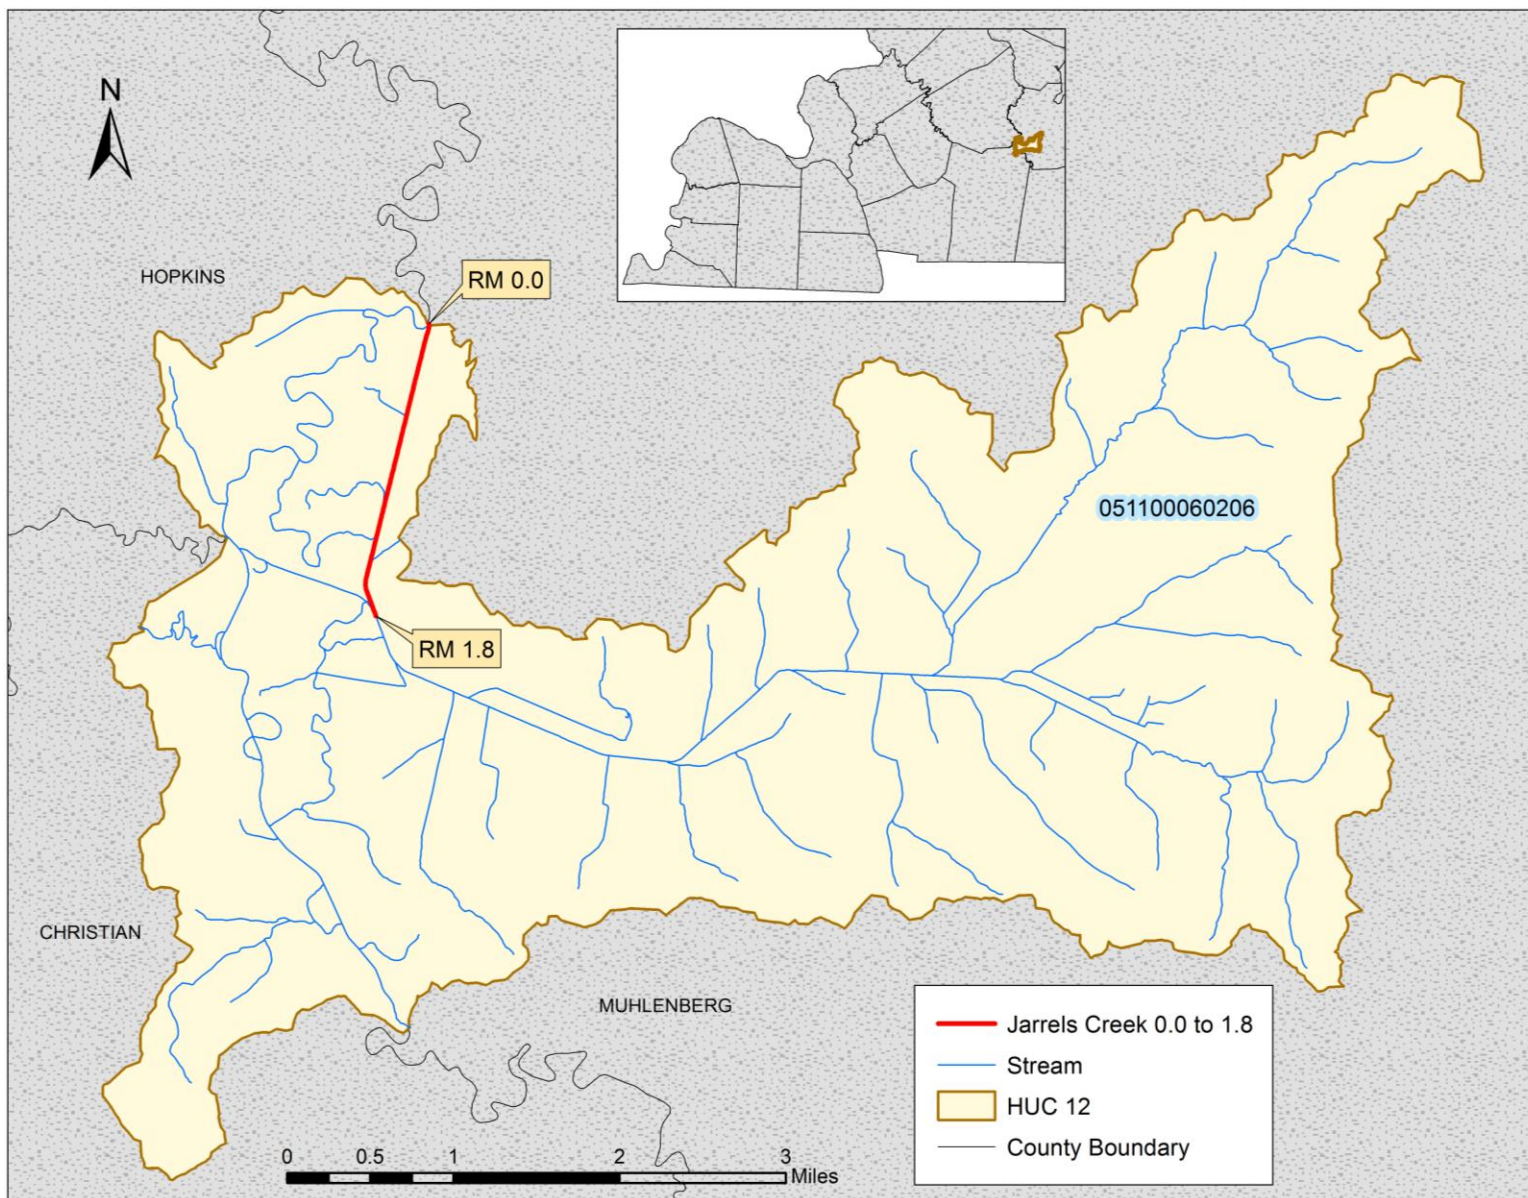 N
HOPKINS
RM 0.0
051100060206
RM 1.8
CHRISTIAN
MUHLENBERG
Jarrels Creek 0.0 to 1.8
Stream
HUC 12
County Boundary
0 0.5 1 2 3
Miles